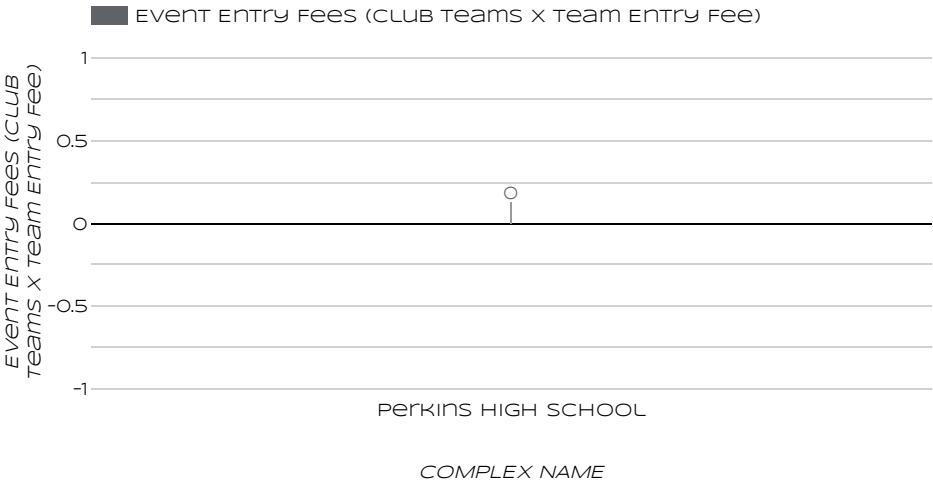 Event Entry Fees (Club Teams X Team Entry Fee)
Event Entry Fees (Club
Teams X Team Entry Fee)
1
0.5
0
-0.5
-1
0
Perkins High School
COMPLEX NAME